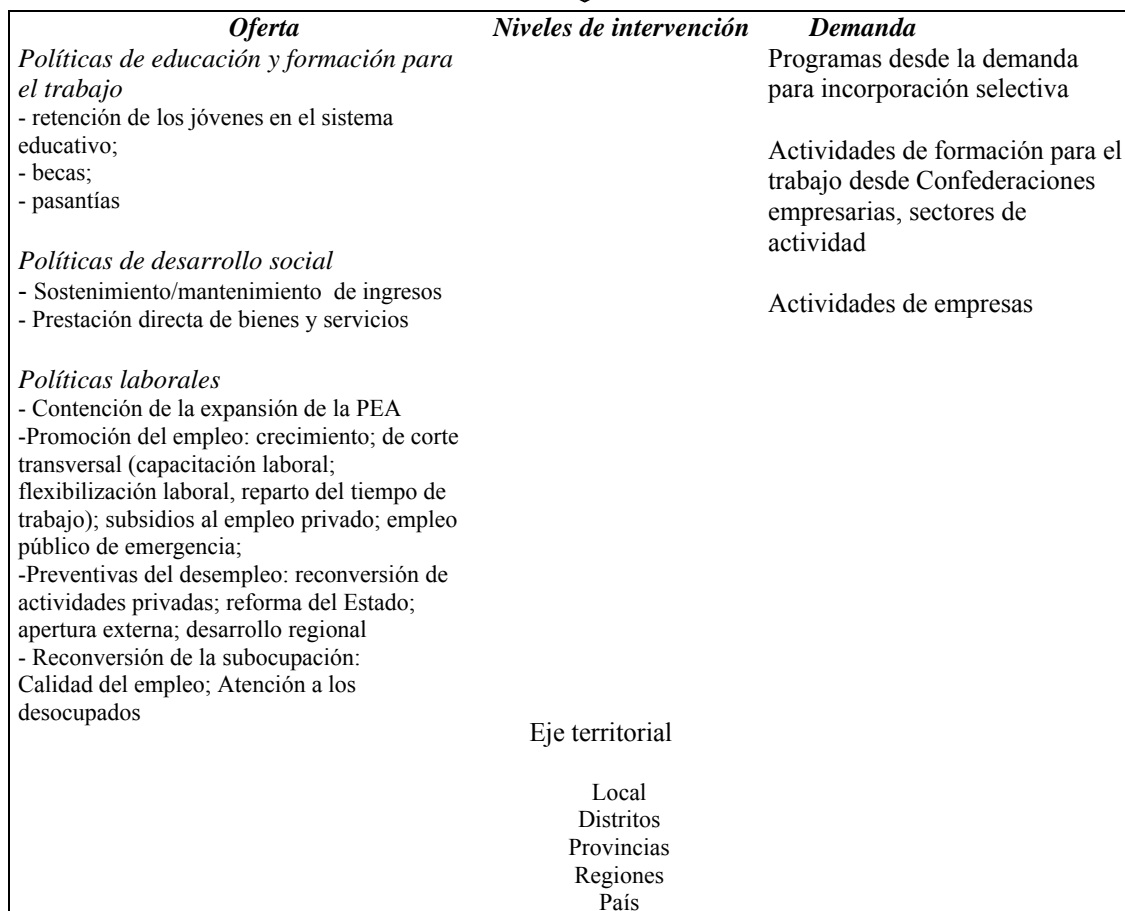 Oferta Niveles de intervención Demanda
Políticas de educación y formación para
el trabajo
- retención de los jóvenes en el sistema
educativo;
- becas;
- pasantías
Políticas de desarrollo social
- Sostenimiento/mantenimiento de ingresos
- Prestación directa de bienes y servicios
Políticas laborales
- Contención de la expansión de la PEA
-Promoción del empleo: crecimiento; de corte
transversal (capacitación laboral;
flexibilización laboral, reparto del tiempo de
trabajo); subsidios al empleo privado; empleo
público de emergencia;
-Preventivas del desempleo: reconversión de
actividades privadas; reforma del Estado;
apertura externa; desarrollo regional
- Reconversión de la subocupación:
Calidad del empleo; Atención a los
desocupados
Eje territorial
Local
Distritos
Provincias
Regiones
País
Programas desde la demanda
para incorporación selectiva
Actividades de formación para el
trabajo desde Confederaciones
empresarias, sectores de
actividad
Actividades de empresas